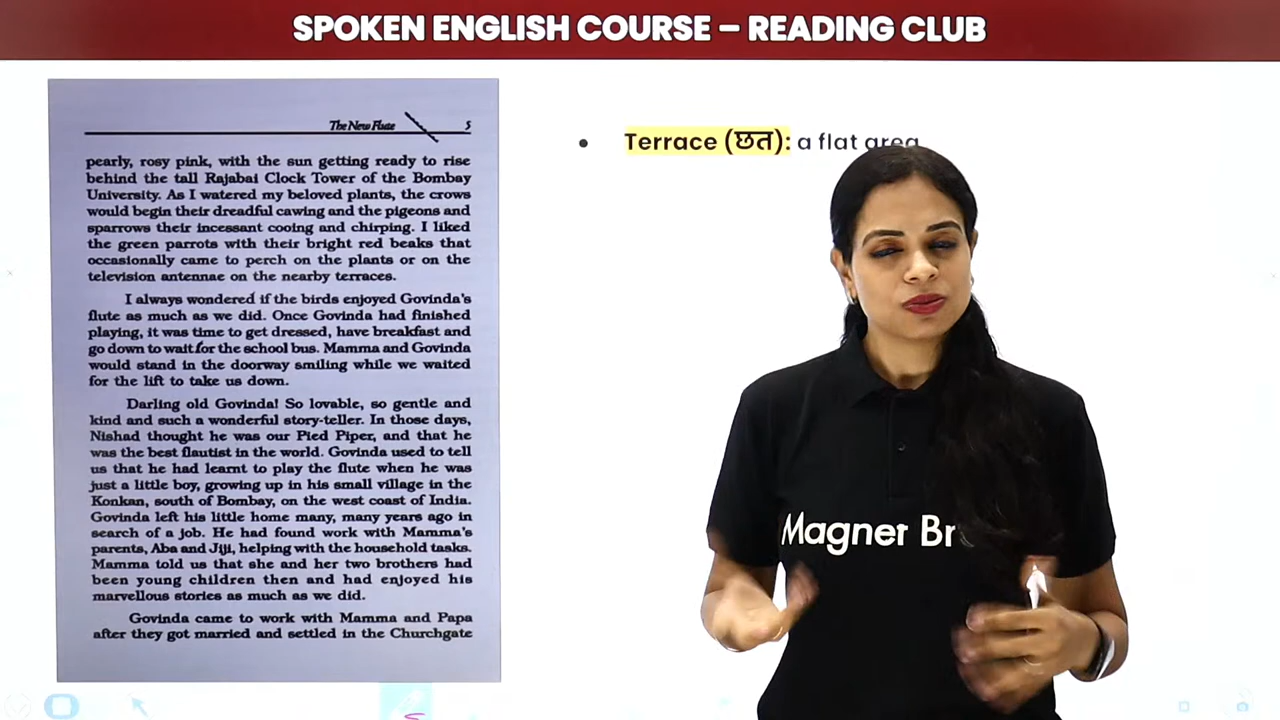 SPOKEN ENGLISH COURSE – READING CLUB
The New Flute 5
pearly, rosy pink, with the sun getting ready to rise
behind the tall Rajabai Clock Tower of the Bombay
University. As I watered my beloved plants, the crows
would begin their dreadful cawing and the pigeons and
sparrows their incessant cooing and chirping. I liked
the green parrots with their bright red beaks that
occasionally came to perch on the plants or on the
television antennae on the nearby terraces.
I always wondered if the birds enjoyed Govinda's
flute as much as we did. Once Govinda had finished
playing, it was time to get dressed, have breakfast and
go down to wait for the school bus. Mamma and Govinda
would stand in the doorway smiling while we waited
for the lift to take us down.
Darling old Govinda! So lovable, so gentle and
kind and such a wonderful story-teller. In those days,
Nishad thought he was our Pied Piper, and that he
was the best flautist in the world. Govinda used to tell
us that he had learnt to play the flute when he was
just a little boy, growing up in his small village in the
Konkan, south of Bombay, on the west coast of India.
Govinda left his little home many, many years ago in
search of a job. He had found work with Mamma's
parents, Aba and Jiji, helping with the household tasks.
Mamma told us that she and her two brothers had
been young children then and had enjoyed his
marvellous stories as much as we did.
Govinda came to work with Mamma and Papa
after they got married and settled in the Churchgate
• Terrace (छत): a flat area
Magnet Br